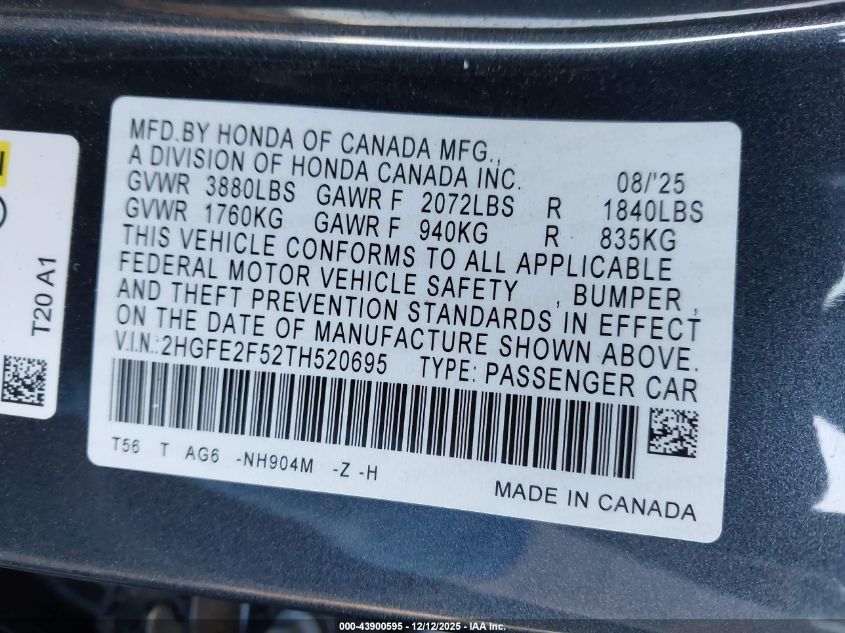 MFD.BY HONDA OF CANADA MFG.,
A DIVISION OF HONDA CANADA INC. 08/'25
GVWR 3880LBS GAWR F 2072LBS R 1840LBS
GVWR 1760KG GAWR F 940KG R 835KG
THIS VEHICLE CONFORMS TO ALL APPLICABLE
FEDERAL MOTOR VEHICLE SAFETY , BUMPER ,
AND THEFT PREVENTION STANDARDS IN EFFECT
ON THE DATE OF MANUFACTURE SHOWN ABOVE.
V.I.N.:2HGFE2F52TH520695 TYPE: PASSENGER CAR
T56 T AG6 -NH904M -Z -H
MADE IN CANADA
T20 A1
000-43900595 - 12/12/2025 - IAA Inc.